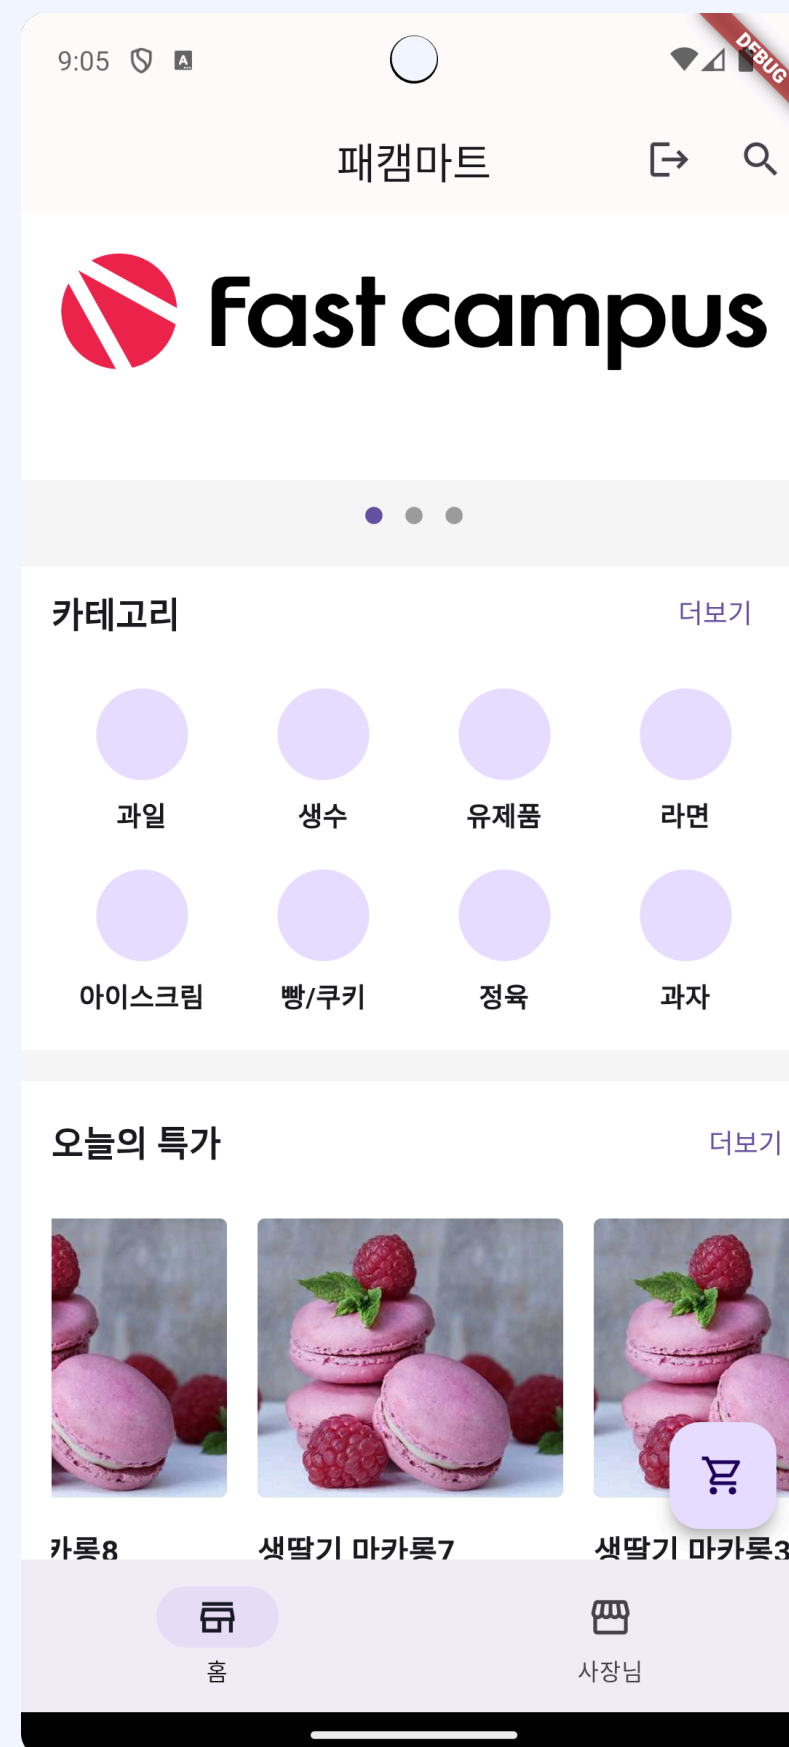 9:05
A
DEBUG
패캠마트
fast campus
카테고리
더보기
과일
생수
유제품
라면
아이스크림
빵/쿠키
정육
과자
오늘의 특가
더보기
카롱8
생딸기 마카롱7
생딸기 마카롱3
홈
사장님